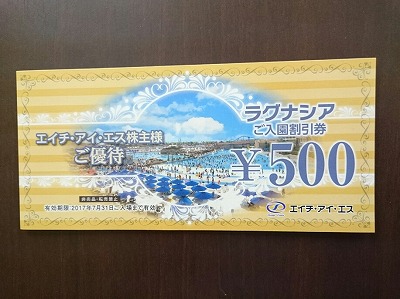 エイチ・アイ・エス株主様
ご優待
ラグナシア
ご入園割引券
¥500
非売品・転売禁止
有効期限 2017年7月31日ご入場まで有効
エイチ・アイ・エス